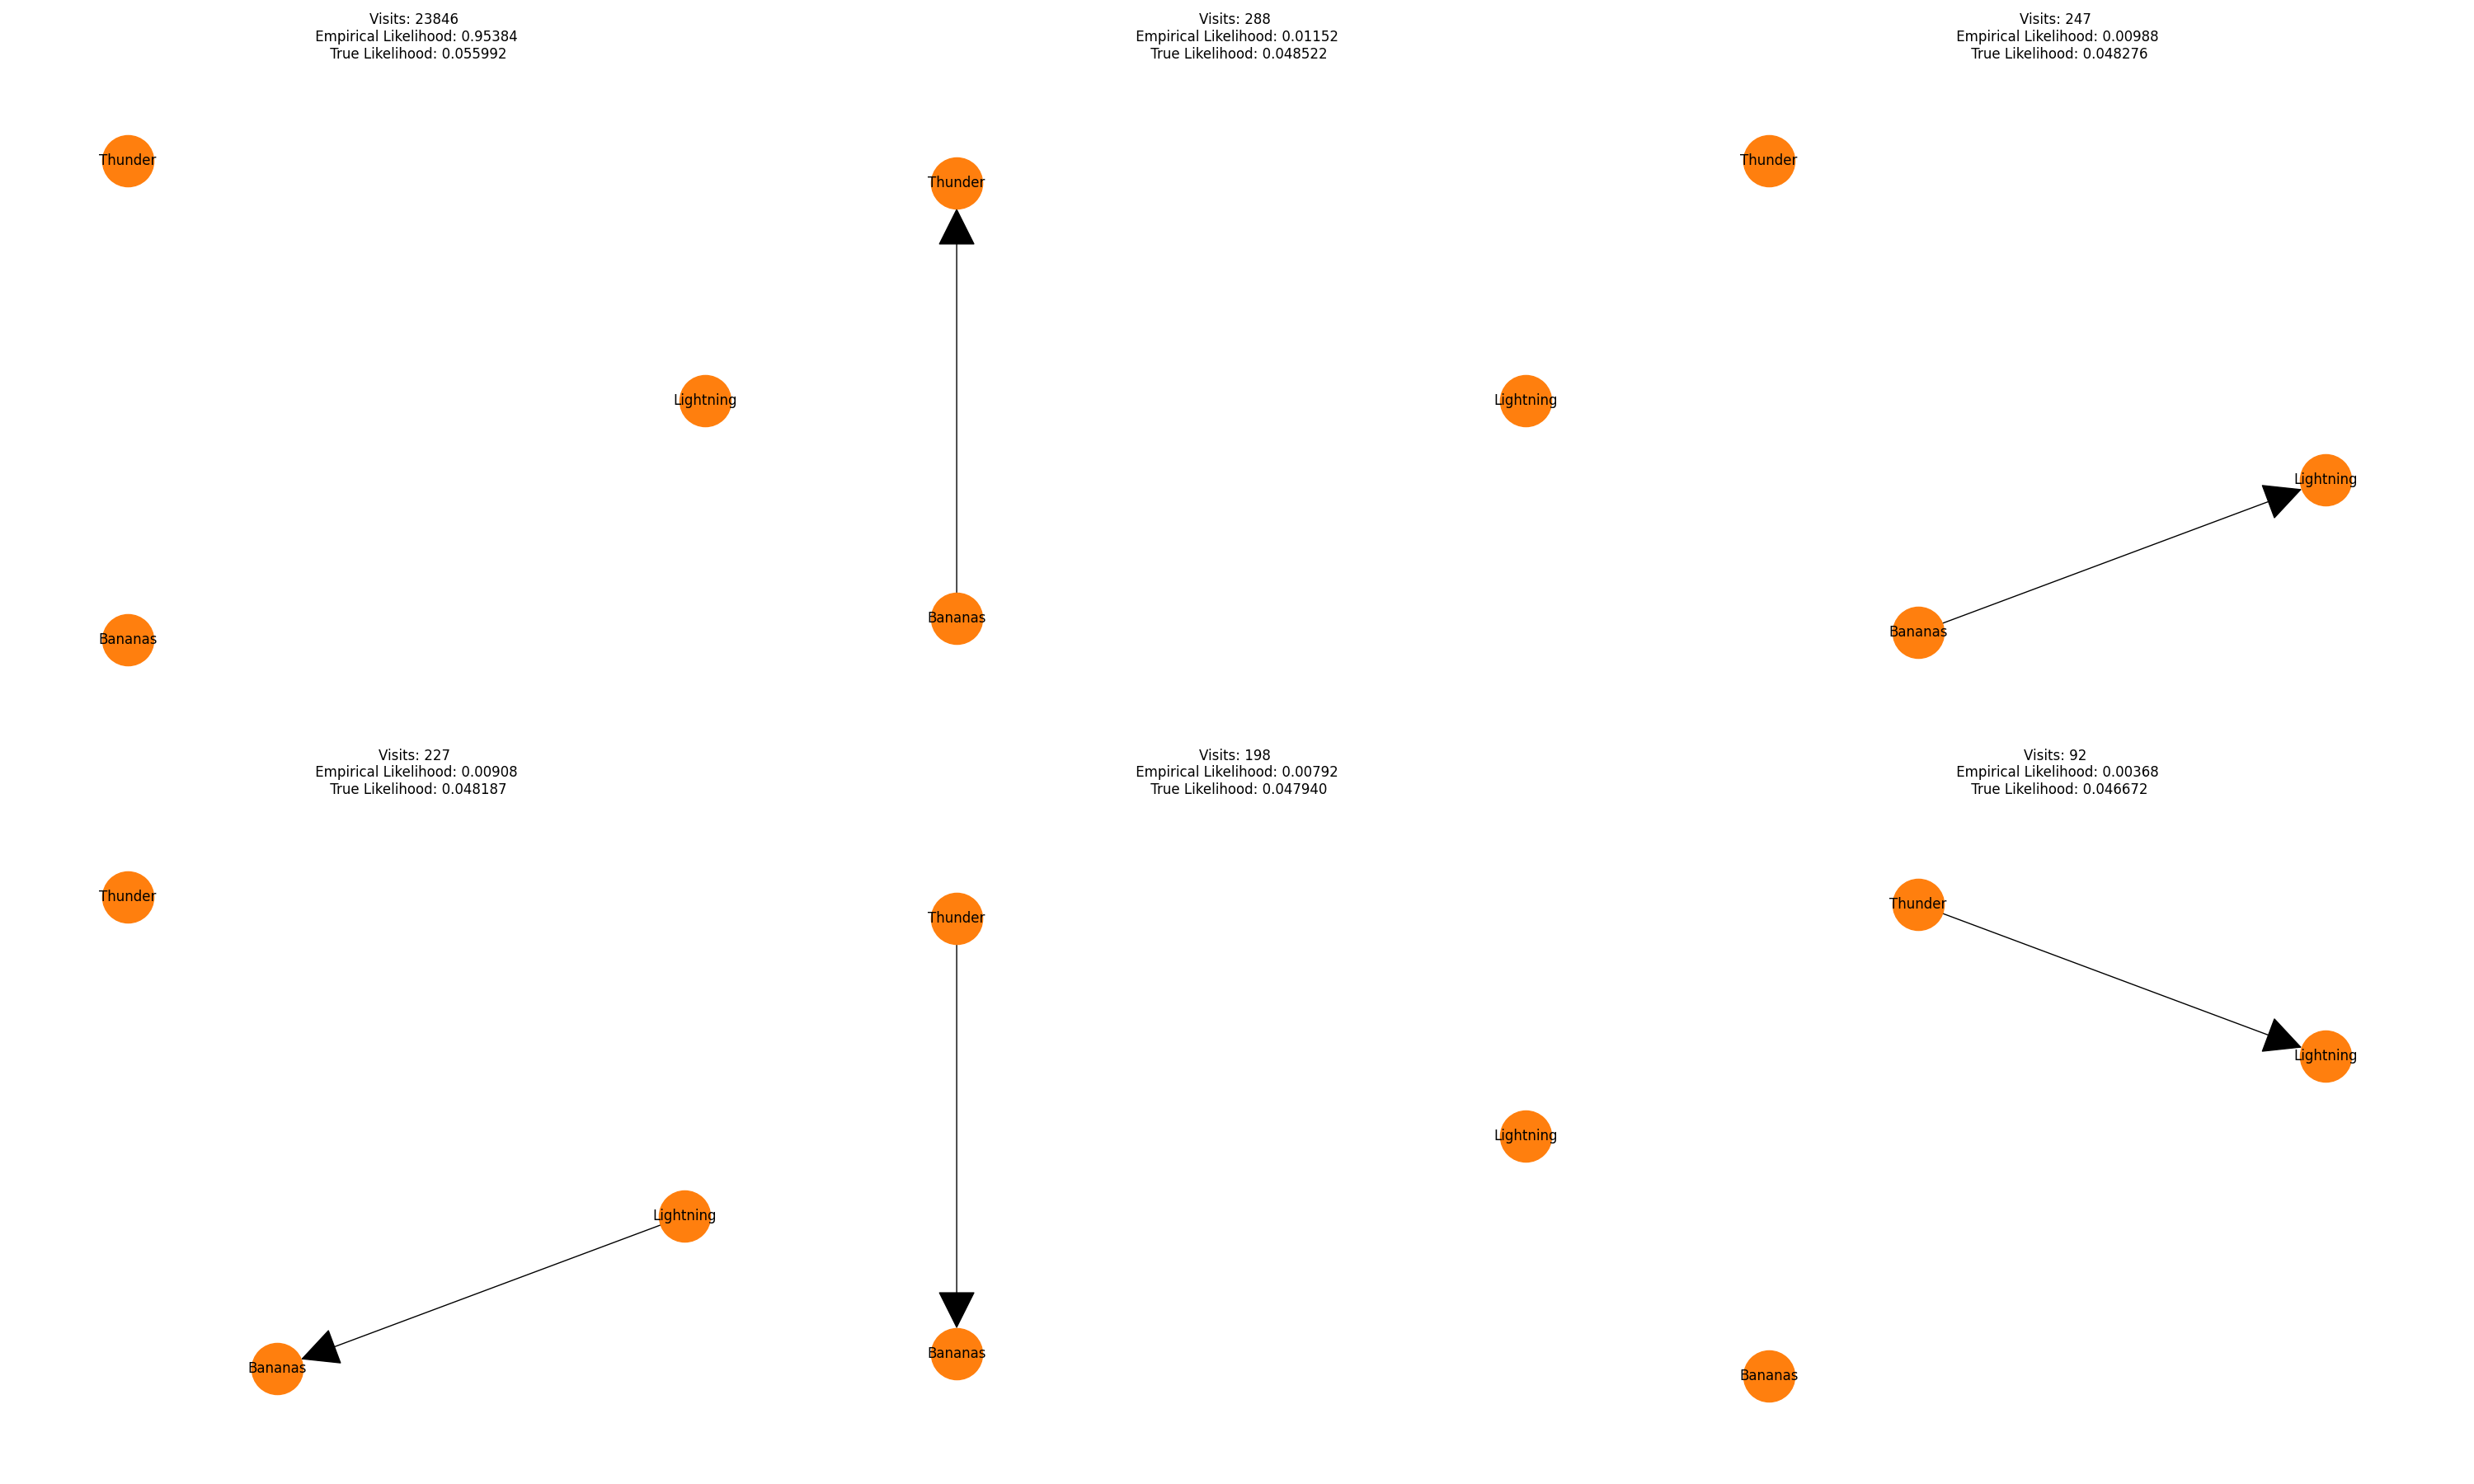 Visits: 23846
Empirical Likelihood: 0.95384
True Likelihood: 0.055992
Thunder
Lightning
Bananas
Visits: 288
Empirical Likelihood: 0.01152
True Likelihood: 0.048522
Thunder
Lightning
Bananas
Visits: 247
Empirical Likelihood: 0.00988
True Likelihood: 0.048276
Thunder
Lightning
Bananas
Visits: 227
Empirical Likelihood: 0.00908
True Likelihood: 0.048187
Thunder
Lightning
Bananas
Visits: 198
Empirical Likelihood: 0.00792
True Likelihood: 0.047940
Thunder
Lightning
Bananas
Visits: 92
Empirical Likelihood: 0.00368
True Likelihood: 0.046672
Thunder
Lightning
Bananas